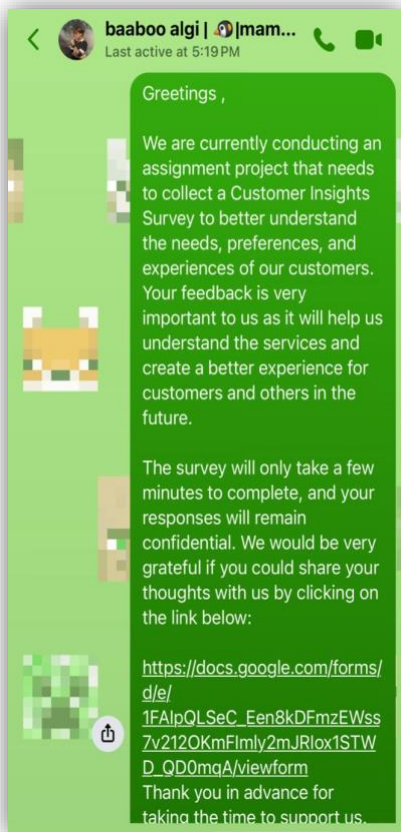 baaboo algi | 🐧|mam...
Last active at 5:19 PM
Greetings ,
We are currently conducting an
assignment project that needs
to collect a Customer Insights
Survey to better understand
the needs, preferences, and
experiences of our customers.
Your feedback is very
important to us as it will help us
understand the services and
create a better experience for
customers and others in the
future.
The survey will only take a few
minutes to complete, and your
responses will remain
confidential. We would be very
grateful if you could share your
thoughts with us by clicking on
the link below:
https://docs.google.com/forms/
d/e/
1FAIpQLSeC_Een8kDFmzEWss
7v212OKmFImly2mJRIox1STW
D_QD0mqA/viewform
Thank you in advance for
taking the time to support us.